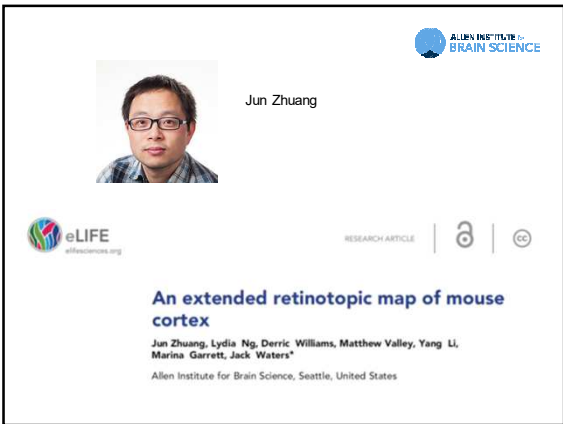 ALLEN INSTITUTE for
BRAIN SCIENCE
Jun Zhuang
eLIFE
elifesciences.org
RESEARCH ARTICLE
cc
An extended retinotopic map of mouse
cortex
Jun Zhuang, Lydia Ng, Derric Williams, Matthew Valley, Yang Li,
Marina Garrett, Jack Waters*
Allen Institute for Brain Science, Seattle, United States